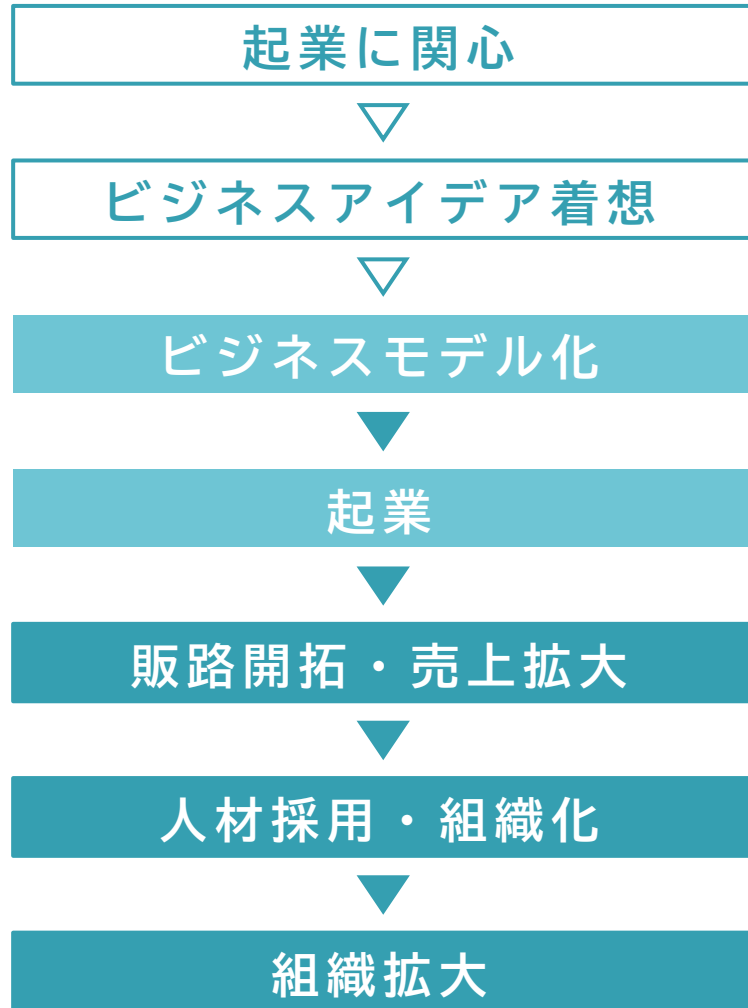 起業に関心
ビジネスアイデア着想
ビジネスモデル化
起業
販路開拓・売上拡大
人材採用・組織化
組織拡大